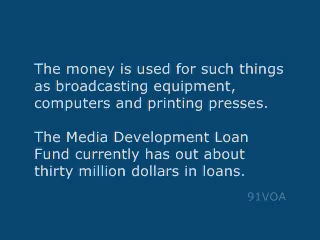 The money is used for such things
as broadcasting equipment,
computers and printing presses.
The Media Development Loan
Fund currently has out about
thirty million dollars in loans.
91VOA